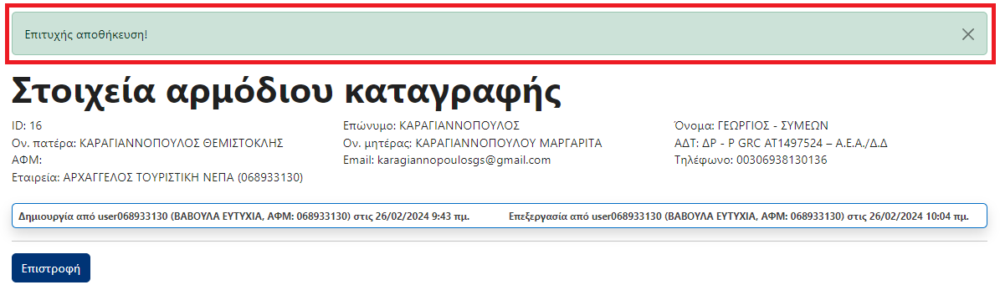 Επιτυχής αποθήκευση!
Στοιχεία αρμόδιου καταγραφής
ID: 16 Επώνυμο: ΚΑΡΑΓΙΑΝΝΟΠΟΥΛΟΣ Όνομα: ΓΕΩΡΓΙΟΣ - ΣΥΜΕΩΝ
Ον. πατέρα: ΚΑΡΑΓΙΑΝΝΟΠΟΥΛΟΣ ΘΕΜΙΣΤΟΚΛΗΣ Ον. μητέρας: ΚΑΡΑΓΙΑΝΝΟΠΟΥΛΟΥ ΜΑΡΓΑΡΙΤΑ ΑΔΤ: ΔΡ - P GRC AT1497524 – Α.Ε.Α./Δ.Δ
ΑΦΜ: Email: karagiannopoulosgs@gmail.com Τηλέφωνο: 00306938130136
Εταιρεία: ΑΡΧΑΓΓΕΛΟΣ ΤΟΥΡΙΣΤΙΚΗ ΝΕΠΑ (068933130)
Δημιουργία από user068933130 (ΒΑΒΟΥΛΑ ΕΥΤΥΧΙΑ, ΑΦΜ: 068933130) στις 26/02/2024 9:43 πμ. Επεξεργασία από user068933130 (ΒΑΒΟΥΛΑ ΕΥΤΥΧΙΑ, ΑΦΜ: 068933130) στις 26/02/2024 10:04 πμ.
Επιστροφή